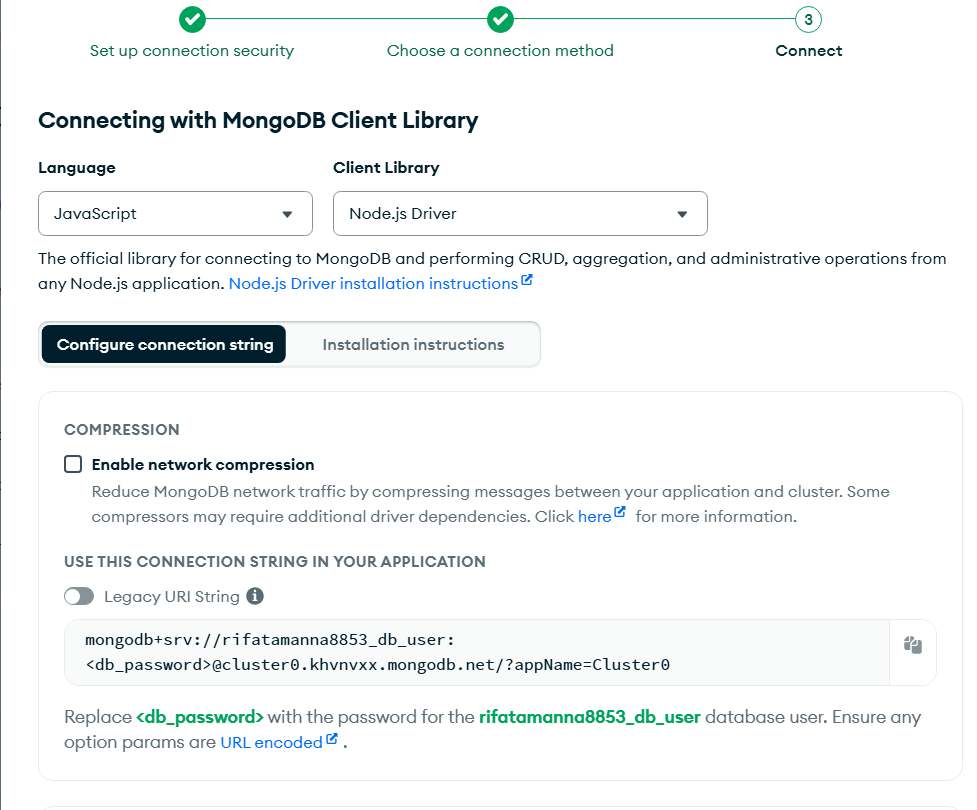 3
Set up connection security
Choose a connection method
Connect
Connecting with MongoDB Client Library
Language
Client Library
JavaScript
Node.js Driver
The official library for connecting to MongoDB and performing CRUD, aggregation, and administrative operations from
any Node.js application. Node.js Driver installation instructions
Configure connection string
Installation instructions
COMPRESSION
Enable network compression
Reduce MongoDB network traffic by compressing messages between your application and cluster. Some
compressors may require additional driver dependencies. Click here for more information.
USE THIS CONNECTION STRING IN YOUR APPLICATION
Legacy URI String
mongodb+srv://rifatamanna8853_db_user:
<db_password>@cluster0.khvnvxx.mongodb.net/?appName=Cluster0
Replace <db_password> with the password for the rifatamanna8853_db_user database user. Ensure any
option params are URL encoded .